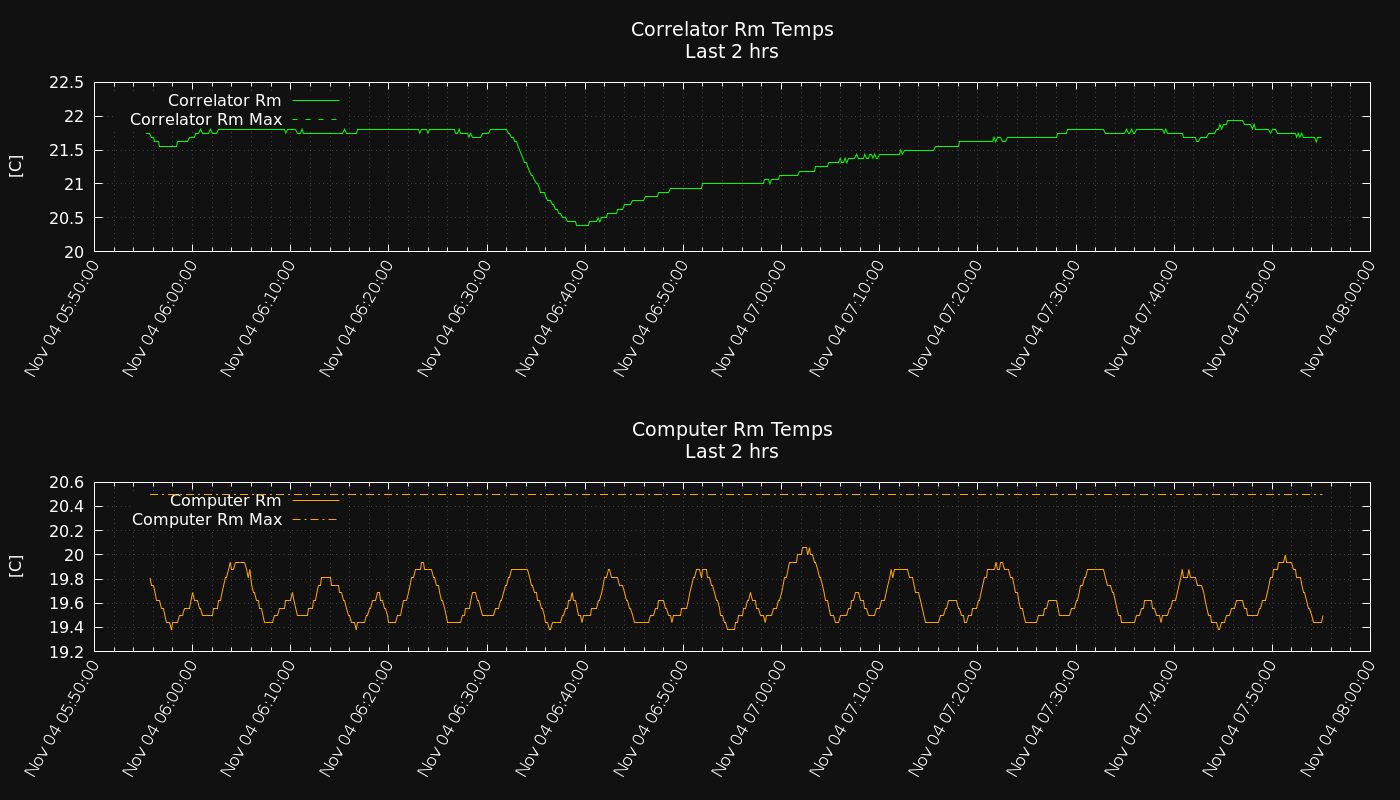 Correlator Rm Temps
Last 2 hrs
22.5
22
21.5
21
20.5
20
[C]
Correlator Rm
Correlator Rm Max
Nov 04 05:50:00
Nov 04 06:00:00
Nov 04 06:10:00
Nov 04 06:20:00
Nov 04 06:30:00
Nov 04 06:40:00
Nov 04 06:50:00
Nov 04 07:00:00
Nov 04 07:10:00
Nov 04 07:20:00
Nov 04 07:30:00
Nov 04 07:40:00
Nov 04 07:50:00
Nov 04 08:00:00
Computer Rm Temps
Last 2 hrs
20.6
20.4
20.2
20
19.8
19.6
19.4
19.2
[C]
Computer Rm
Computer Rm Max
Nov 04 05:50:00
Nov 04 06:00:00
Nov 04 06:10:00
Nov 04 06:20:00
Nov 04 06:30:00
Nov 04 06:40:00
Nov 04 06:50:00
Nov 04 07:00:00
Nov 04 07:10:00
Nov 04 07:20:00
Nov 04 07:30:00
Nov 04 07:40:00
Nov 04 07:50:00
Nov 04 08:00:00